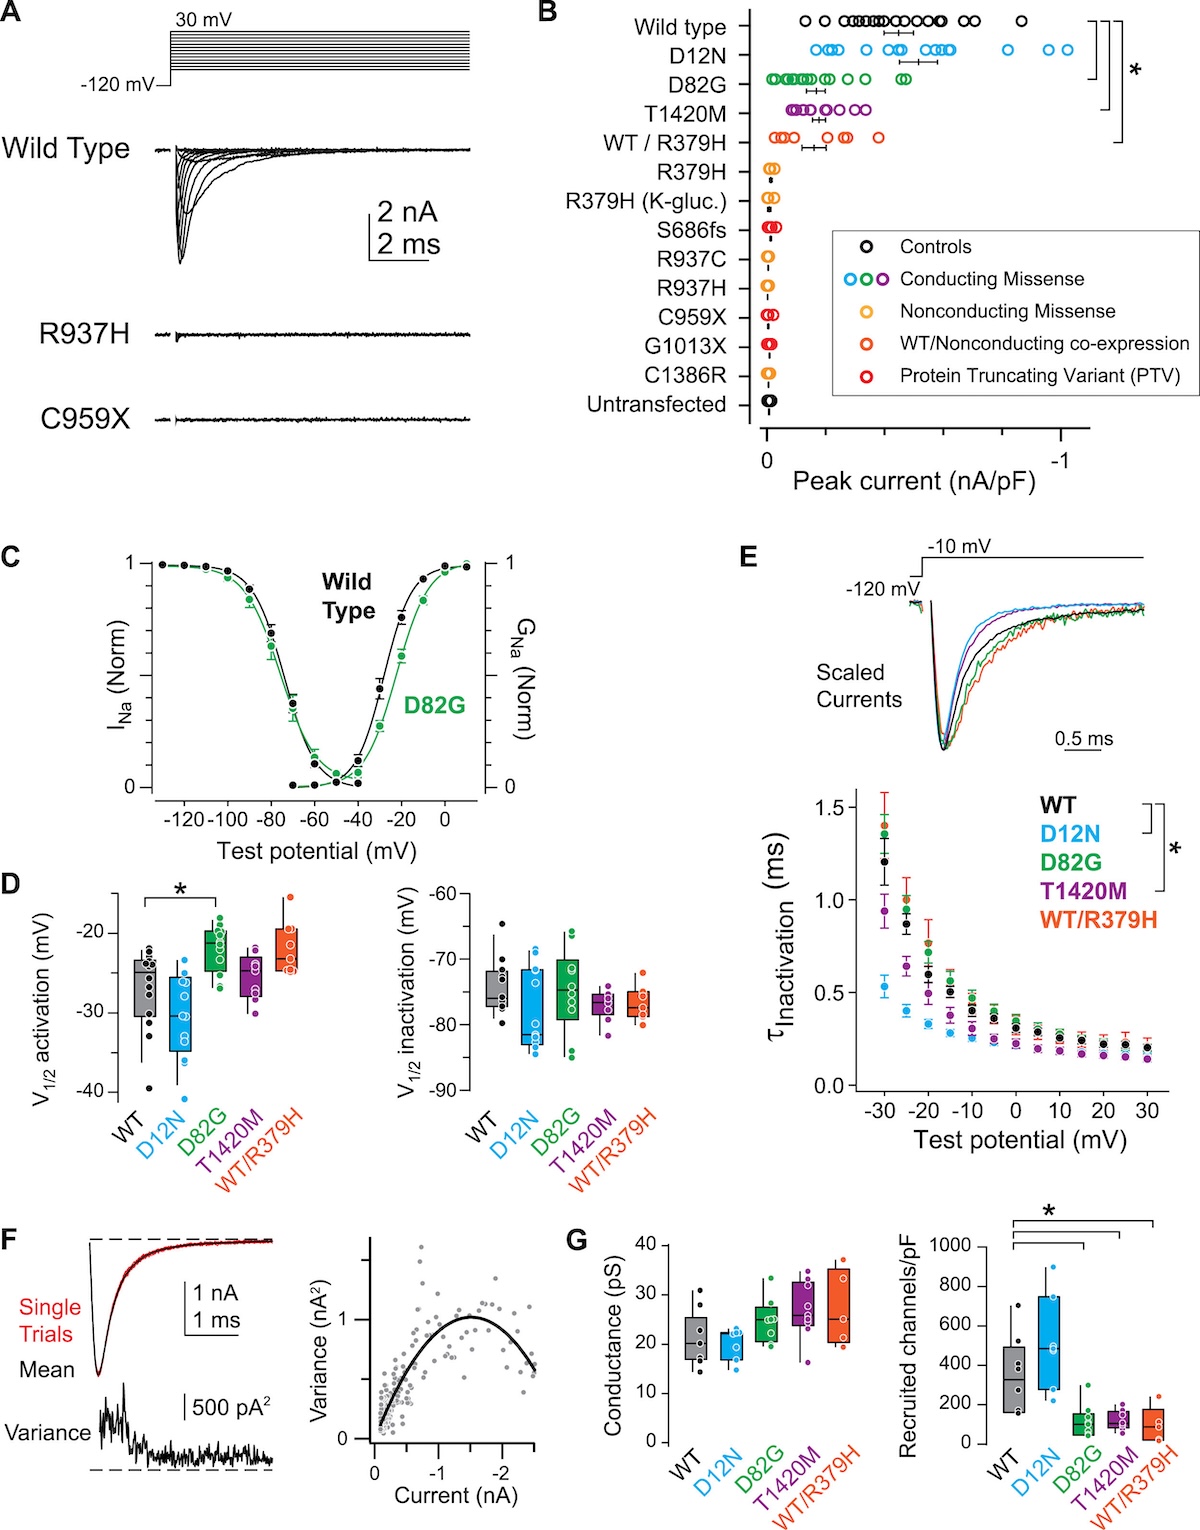 A
30 mV
-120 mV
Wild Type
2 nA
2 ms
R937H
C959X
B
Wild type
D12N
D82G
T1420M
WT / R379H
R379H
R379H (K-gluc.)
S686fs
R937C
R937H
C959X
G1013X
C1386R
Untransfected
*
Controls
Conducting Missense
Nonconducting Missense
WT/Nonconducting co-expression
Protein Truncating Variant (PTV)
0 -1
Peak current (nA/pF)
C
1
0
I Na (Norm)
Wild
Type
D82G
1
0
G Na (Norm)
-120 -100 -80 -60 -40 -20 0
Test potential (mV)
D
*
-20
-30
-40
V1/2 activation (mV)
WT D12N D82G T1420M WT/R379H
-60
-70
-80
-90
V1/2 inactivation (mV)
WT D12N D82G T1420M WT/R379H
E
-10 mV
-120 mV
Scaled
Currents
0.5 ms
1.5
1.0
0.5
0.0
τInactivation (ms)
WT
D12N
D82G
T1420M
WT/R379H
*
-30 -20 -10 0 10 20 30
Test potential (mV)
F
Single
Trials
Mean
1 nA
1 ms
Variance
500 pA²
Variance (nA²)
1
0
0 -1 -2
Current (nA)
G
40
30
20
10
0
Conductance (pS)
WT D12N D82G T1420M WT/R379H
*
1000
800
600
400
200
0
Recruited channels/pF
WT D12N D82G T1420M WT/R379H